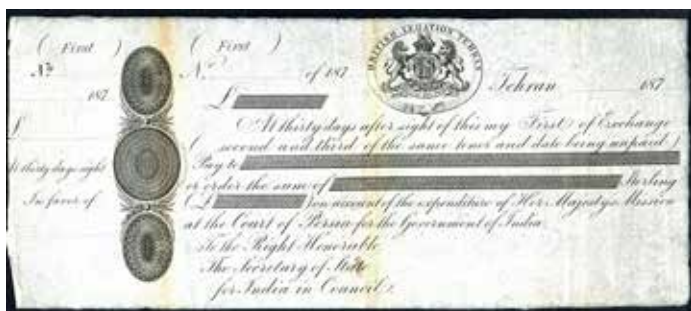 ( First )
No
187
£
At thirty days sight
In favor of
( First )
No of 187
BRITISH LEGATION TEHRAN
Tehran 187
£
At thirty days after sight of this my First of Exchange
( second and third of the same tenor and date being unpaid )
Pay to
or order the sum of Sterling
(£ ) on account of the expenditure of Her Majesty's Mission
at the Court of Persia for the Government of India
To the Right Honorable
The Secretary of State
for India in Council.